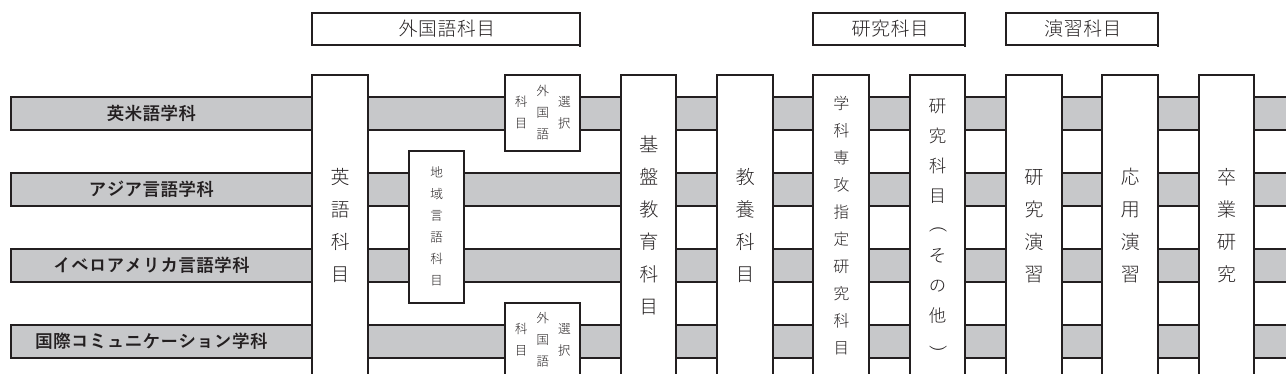 外国語科目
研究科目
演習科目
英米語学科
アジア言語学科
イベロアメリカ言語学科
国際コミュニケーション学科
英語科目
地域言語科目
選択
外国語
科目
選択
外国語
科目
基盤教育科目
教養科目
学科専攻指定研究科目
研究科目(その他)
研究演習
応用演習
卒業研究